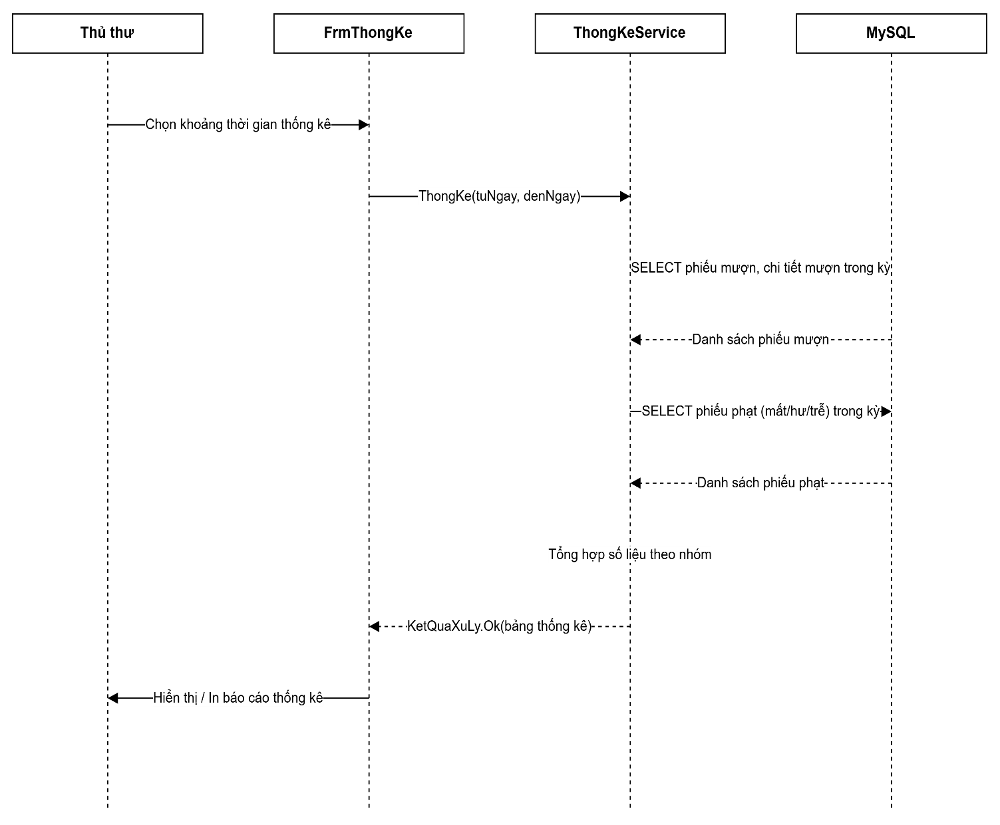 Thủ thư
FrmThongKe
ThongKeService
MySQL
Chọn khoảng thời gian thống kê
ThongKe(tuNgay, denNgay)
SELECT phiếu mượn, chi tiết mượn trong kỳ
Danh sách phiếu mượn
SELECT phiếu phạt (mất/hư/trễ) trong kỳ
Danh sách phiếu phạt
Tổng hợp số liệu theo nhóm
KetQuaXuLy.Ok(bảng thống kê)
Hiển thị / In báo cáo thống kê